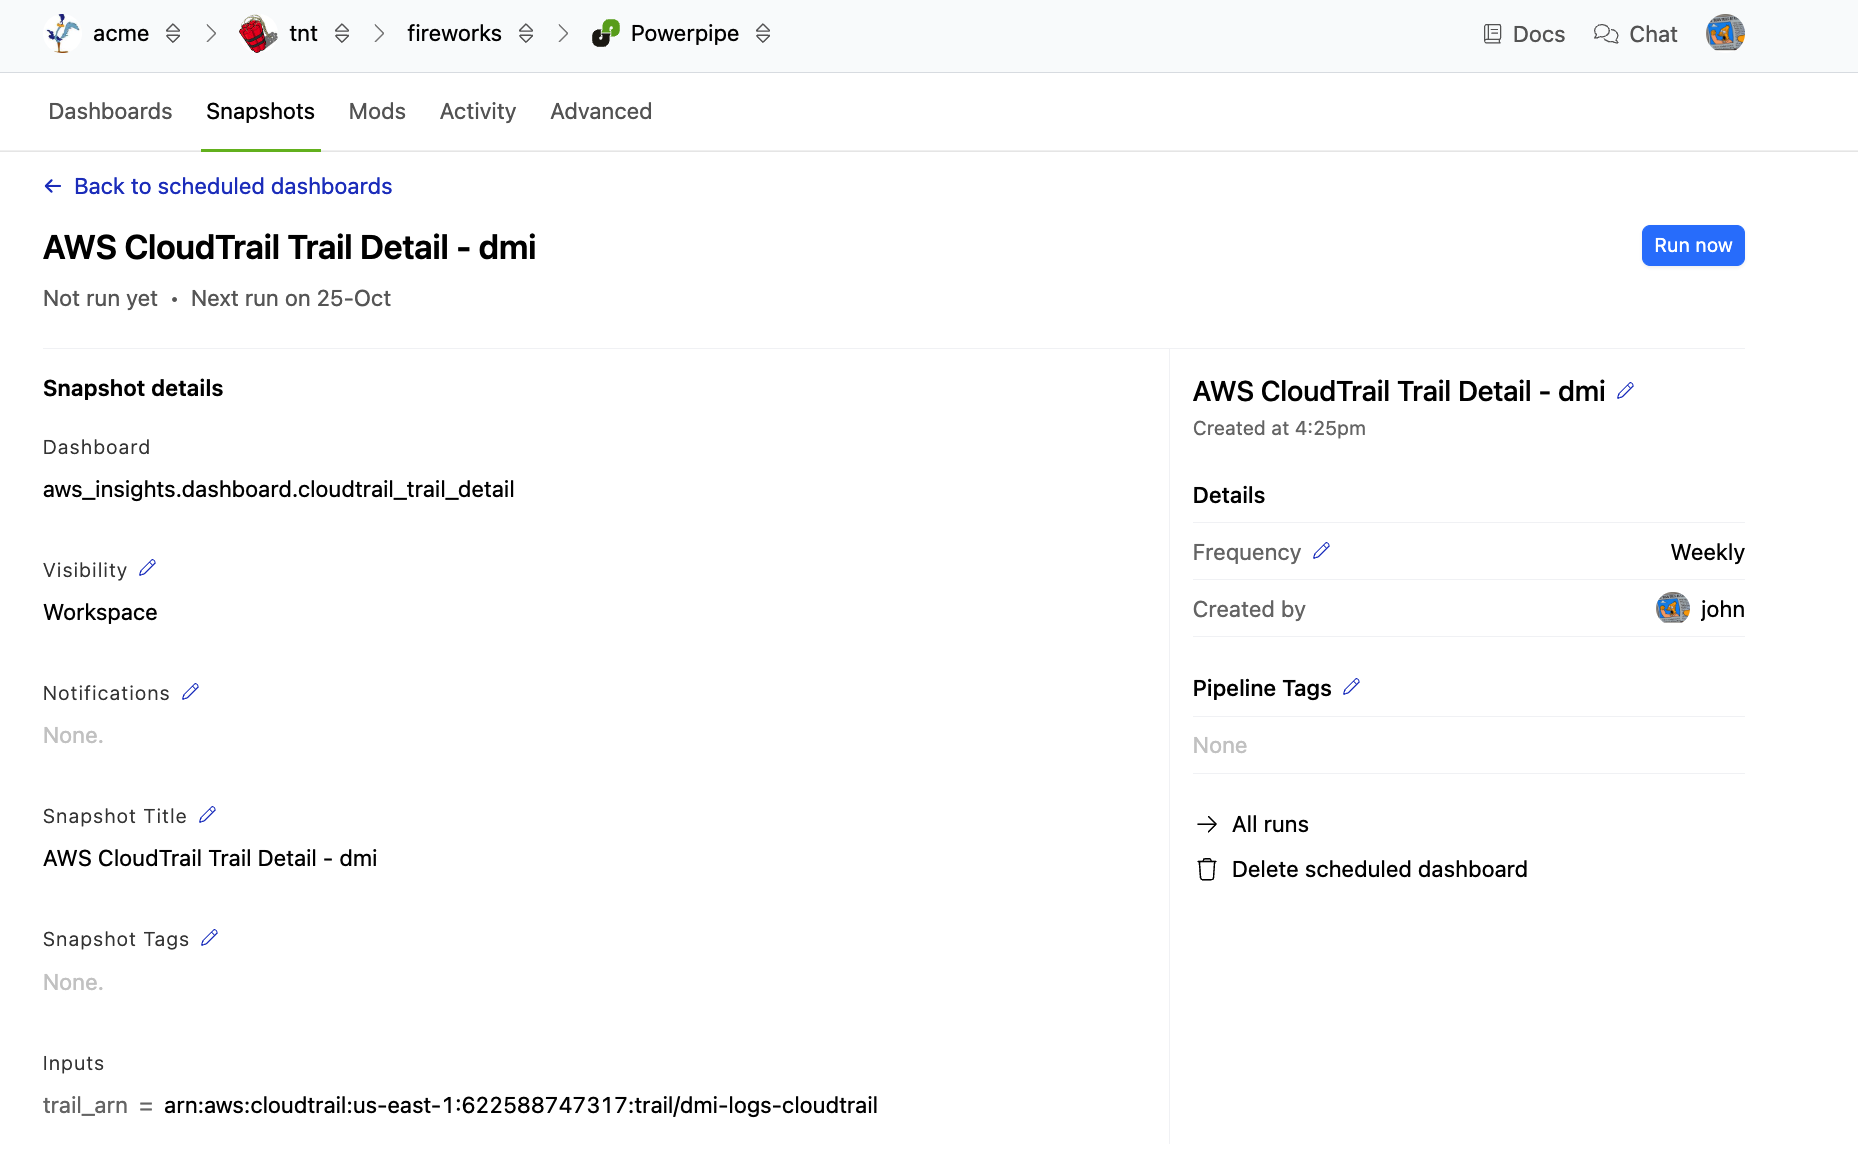 acme tnt fireworks Powerpipe Docs Chat
Dashboards Snapshots Mods Activity Advanced
Back to scheduled dashboards
AWS CloudTrail Trail Detail - dmi
Run now
Not run yet • Next run on 25-Oct
Snapshot details
Dashboard
aws_insights.dashboard.cloudtrail_trail_detail
Visibility
Workspace
Notifications
None.
Snapshot Title
AWS CloudTrail Trail Detail - dmi
Snapshot Tags
None.
Inputs
trail_arn = arn:aws:cloudtrail:us-east-1:622588747317:trail/dmi-logs-cloudtrail
AWS CloudTrail Trail Detail - dmi
Created at 4:25pm
Details
Frequency Weekly
Created by john
Pipeline Tags
None
All runs
Delete scheduled dashboard